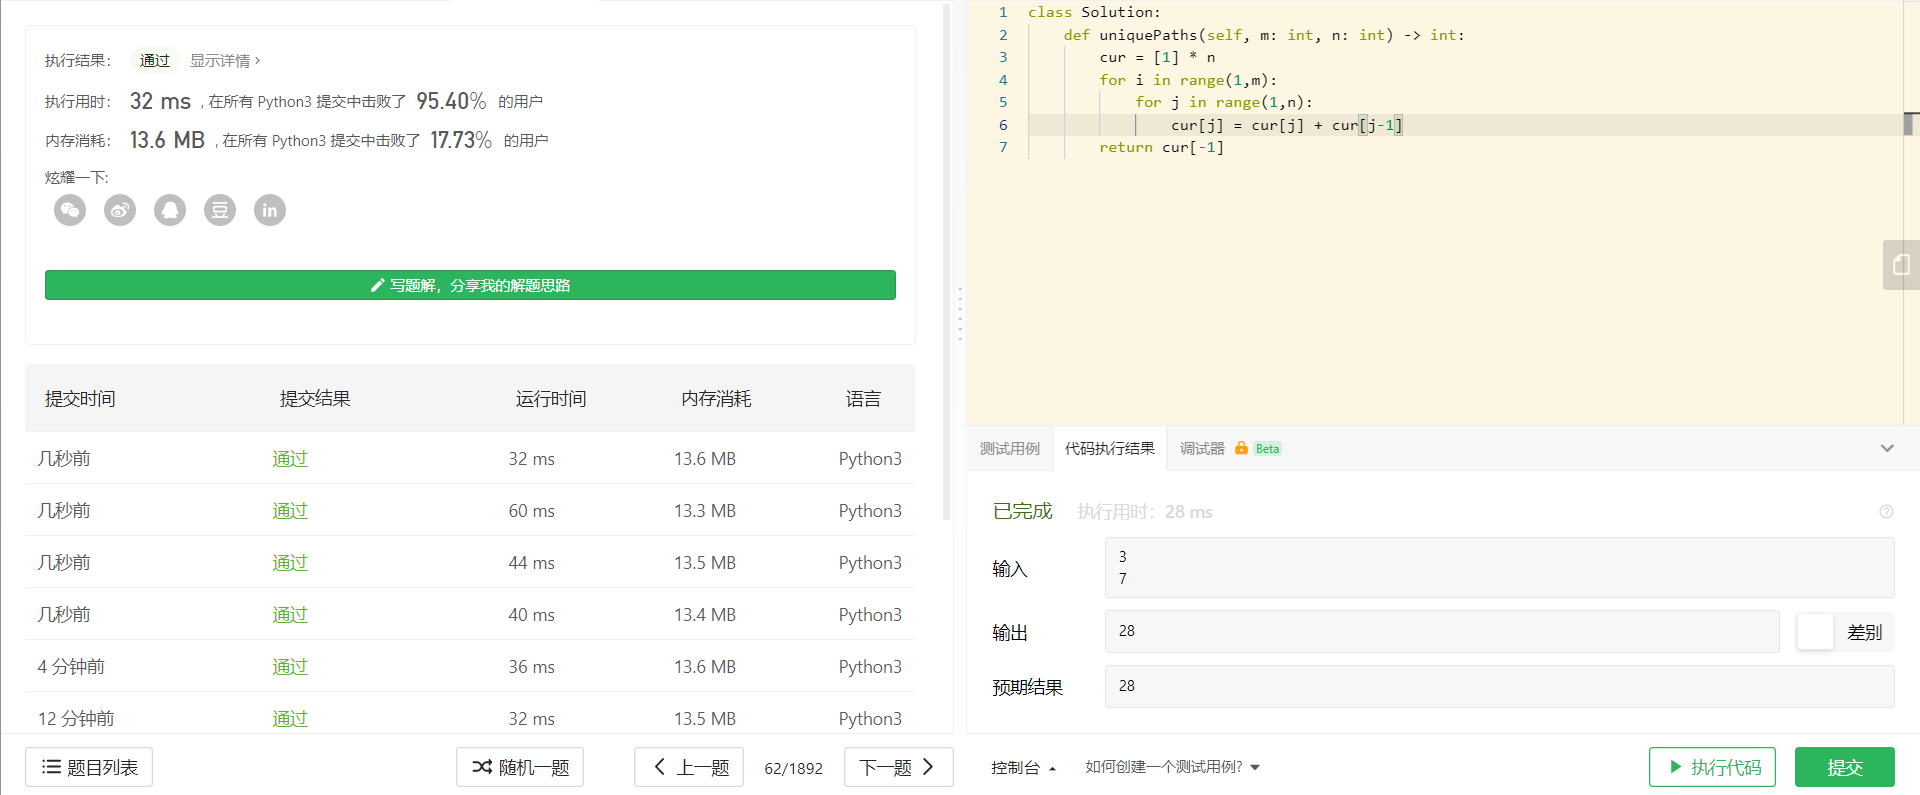 执行结果： 通过 显示详情 ›
执行用时： 32 ms , 在所有 Python3 提交中击败了 95.40% 的用户
内存消耗： 13.6 MB , 在所有 Python3 提交中击败了 17.73% 的用户
炫耀一下:
豆 in
写题解，分享我的解题思路
提交时间 提交结果 运行时间 内存消耗 语言
几秒前 通过 32 ms 13.6 MB Python3
几秒前 通过 60 ms 13.3 MB Python3
几秒前 通过 44 ms 13.5 MB Python3
几秒前 通过 40 ms 13.4 MB Python3
4 分钟前 通过 36 ms 13.6 MB Python3
12 分钟前 通过 32 ms 13.5 MB Python3
题目列表 随机一题 上一题 62/1892 下一题
1 class Solution:
2 def uniquePaths(self, m: int, n: int) -> int:
3 cur = [1] * n
4 for i in range(1,m):
5 for j in range(1,n):
6 cur[j] = cur[j] + cur[j-1]
7 return cur[-1]
测试用例 代码执行结果 调试器 Beta
已完成 执行用时：28 ms
输入
3
7
输出 28 差别
预期结果 28
控制台 如何创建一个测试用例? 执行代码 提交